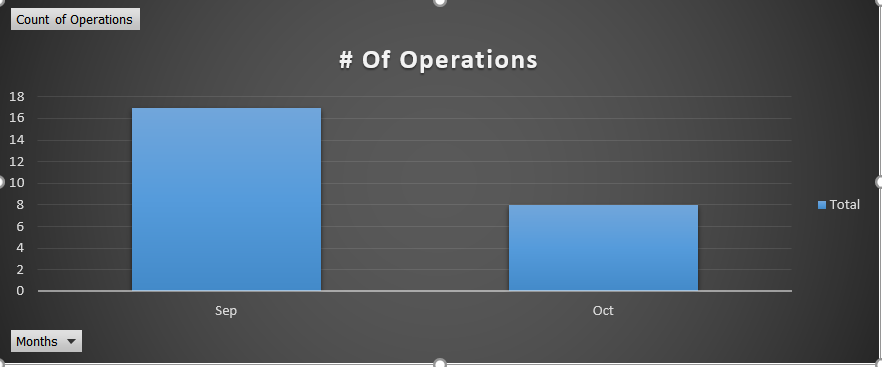 Count of Operations
# Of Operations
18
16
14
12
10
8
6
4
2
0
Sep Oct
Total
Months